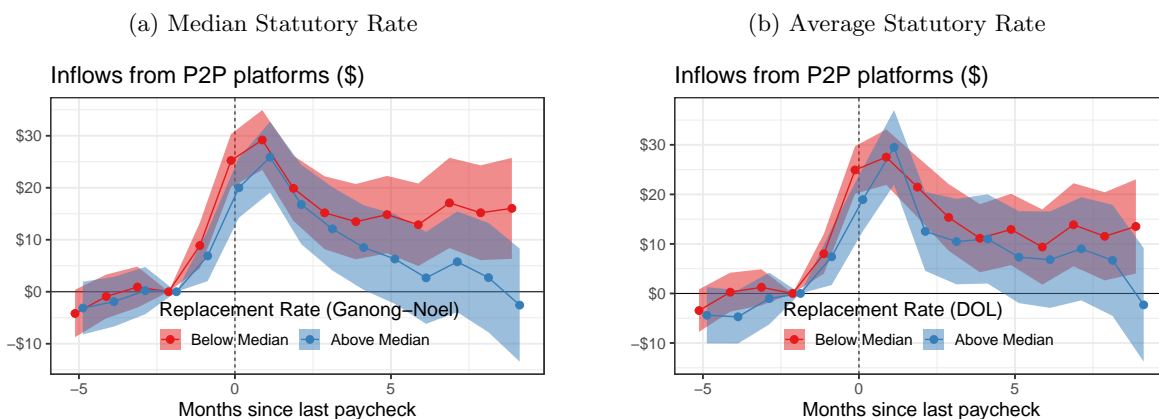 (a) Median Statutory Rate
Inflows from P2P platforms ($)
$30
$20
$10
$0
−$10
Replacement Rate (Ganong−Noel)
Below Median Above Median
−5 0 5
Months since last paycheck
(b) Average Statutory Rate
Inflows from P2P platforms ($)
$30
$20
$10
$0
−$10
Replacement Rate (DOL)
Below Median Above Median
−5 0 5
Months since last paycheck